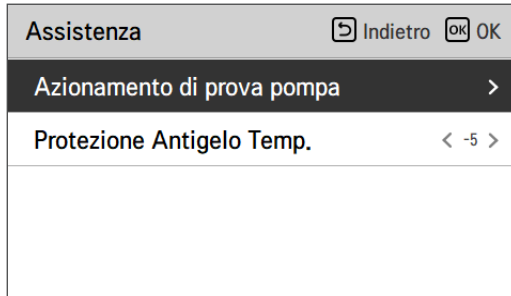 Assistenza Indietro OK OK
Azionamento di prova pompa >
Protezione Antigelo Temp. < -5 >